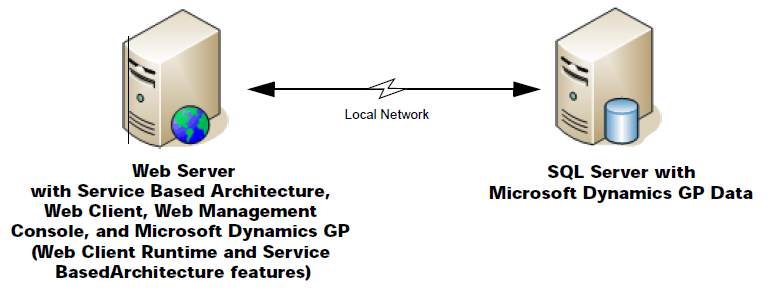 Local Network
Web Server
with Service Based Architecture,
Web Client, Web Management
Console, and Microsoft Dynamics GP
(Web Client Runtime and Service
BasedArchitecture features)
SQL Server with
Microsoft Dynamics GP Data